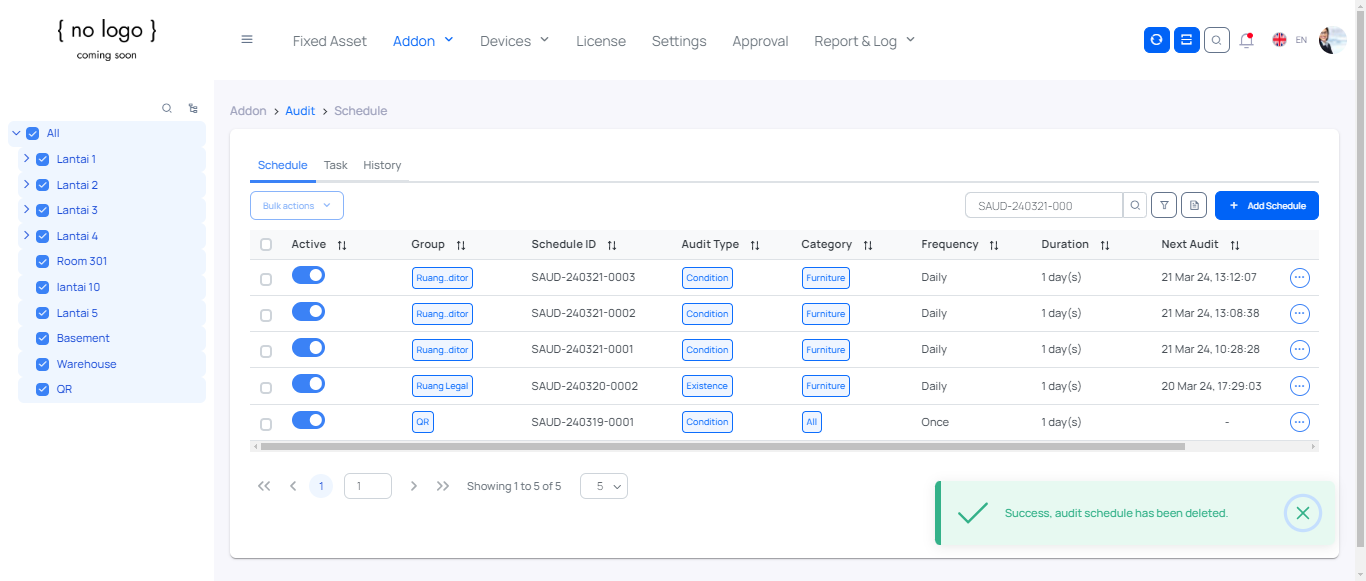 { no logo }
coming soon
Fixed Asset Addon Devices License Settings Approval Report & Log EN
Addon > Audit > Schedule
All
Lantai 1
Lantai 2
Lantai 3
Lantai 4
Room 301
lantai 10
Lantai 5
Basement
Warehouse
QR
Schedule Task History
Bulk actions SAUD-240321-000 + Add Schedule
Active Group Schedule ID Audit Type Category Frequency Duration Next Audit
Ruang..ditor SAUD-240321-0003 Condition Furniture Daily 1 day(s) 21 Mar 24, 13:12:07
Ruang..ditor SAUD-240321-0002 Condition Furniture Daily 1 day(s) 21 Mar 24, 13:08:38
Ruang..ditor SAUD-240321-0001 Condition Furniture Daily 1 day(s) 21 Mar 24, 10:28:28
Ruang Legal SAUD-240320-0002 Existence Furniture Daily 1 day(s) 20 Mar 24, 17:29:03
QR SAUD-240319-0001 Condition All Once 1 day(s) -
1 1 Showing 1 to 5 of 5 5
Success, audit schedule has been deleted.